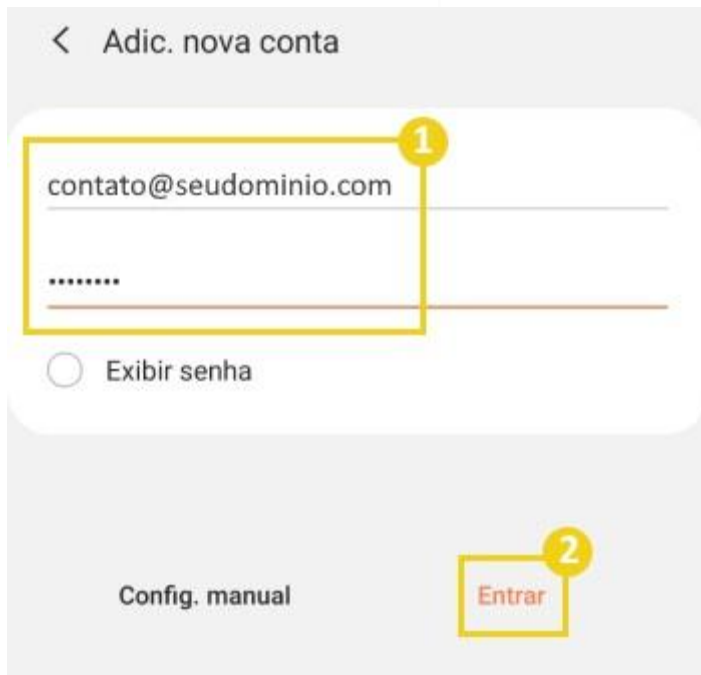 Adic. nova conta
1
contato@seudominio.com
••••••••
Exibir senha
2
Config. manual
Entrar